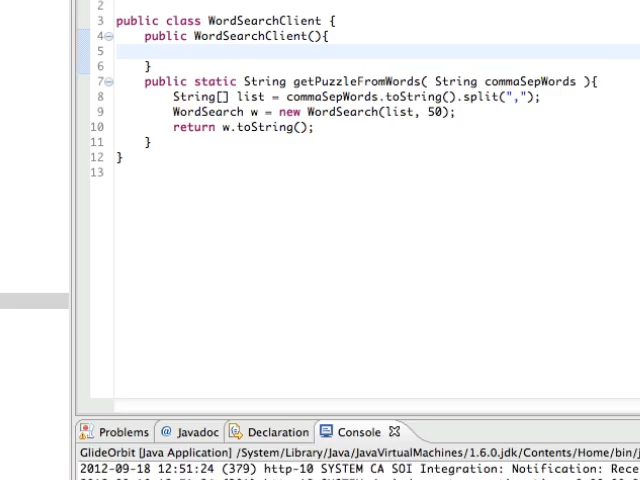 2
3 public class WordSearchClient {
4 public WordSearchClient(){
5
6 }
7 public static String getPuzzleFromWords( String commaSepWords ){
8 String[] list = commaSepWords.toString().split(",");
9 WordSearch w = new WordSearch(list, 50);
10 return w.toString();
11 }
12 }
13
Problems @ Javadoc Declaration Console
GlideOrbit [Java Application] /System/Library/Java/JavaVirtualMachines/1.6.0.jdk/Contents/Home/bin/j
2012-09-18 12:51:24 (379) http-10 SYSTEM CA SOI Integration: Notification: Rece